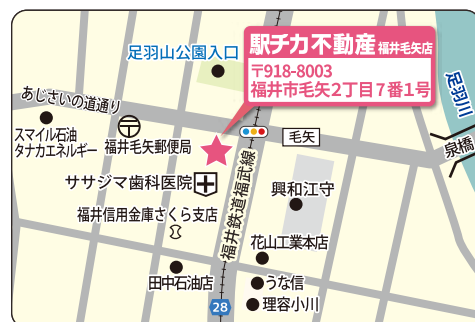 足羽山公園入口
駅チカ不動産 福井毛矢店
〒918-8003
福井市毛矢2丁目7番1号
足羽川
あじさいの道通り
スマイル石油
タナカエネルギー
福井毛矢郵便局
毛矢
泉橋
ササジマ歯科医院
福井鉄道福武線
興和江守
福井信用金庫さくら支店
花山工業本店
田中石油店
うな信
28
理容小川